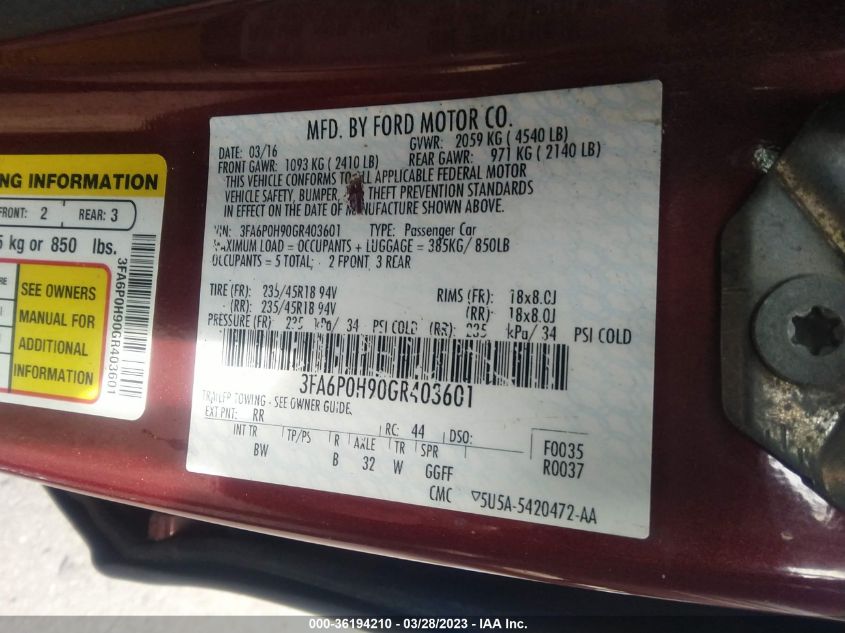 MFD. BY FORD MOTOR CO.
DATE: 03/16 GVWR: 2059 KG ( 4540 LB)
FRONT GAWR: 1093 KG ( 2410 LB) REAR GAWR: 971 KG ( 2140 LB)
THIS VEHICLE CONFORMS TO ALL APPLICABLE FEDERAL MOTOR
VEHICLE SAFETY, BUMPER, THEFT PREVENTION STANDARDS
IN EFFECT ON THE DATE OF MANUFACTURE SHOWN ABOVE.
VIN: 3FA6P0H90GR403601 TYPE: Passenger Car
MAXIMUM LOAD = OCCUPANTS + LUGGAGE = 385KG/ 850LB
OCCUPANTS = 5 TOTAL; 2 FRONT, 3 REAR
TIRE (FR): 235/45R18 94V RIMS (FR): 18x8.0J
(RR): 235/45R18 94V (RR): 18x8.0J
PRESSURE (FR) 235 kPa/ 34 PSI COLD (RR): 235 kPa/ 34 PSI COLD
3FA6P0H90GR403601
TRAILER TOWING - SEE OWNER GUIDE.
EXT PNT: RR RC: 44 DSO:
INT TR TP/PS R AXLE TR SPR F0035
BW B 32 W GGFF R0037
CMC ▽5U5A-5420472-AA
NG INFORMATION
FRONT: 2 REAR: 3
5 kg or 850 lbs.
SEE OWNERS
MANUAL FOR
ADDITIONAL
INFORMATION
3FA6P0H90GR403601
000-36194210 - 03/28/2023 - IAA Inc.